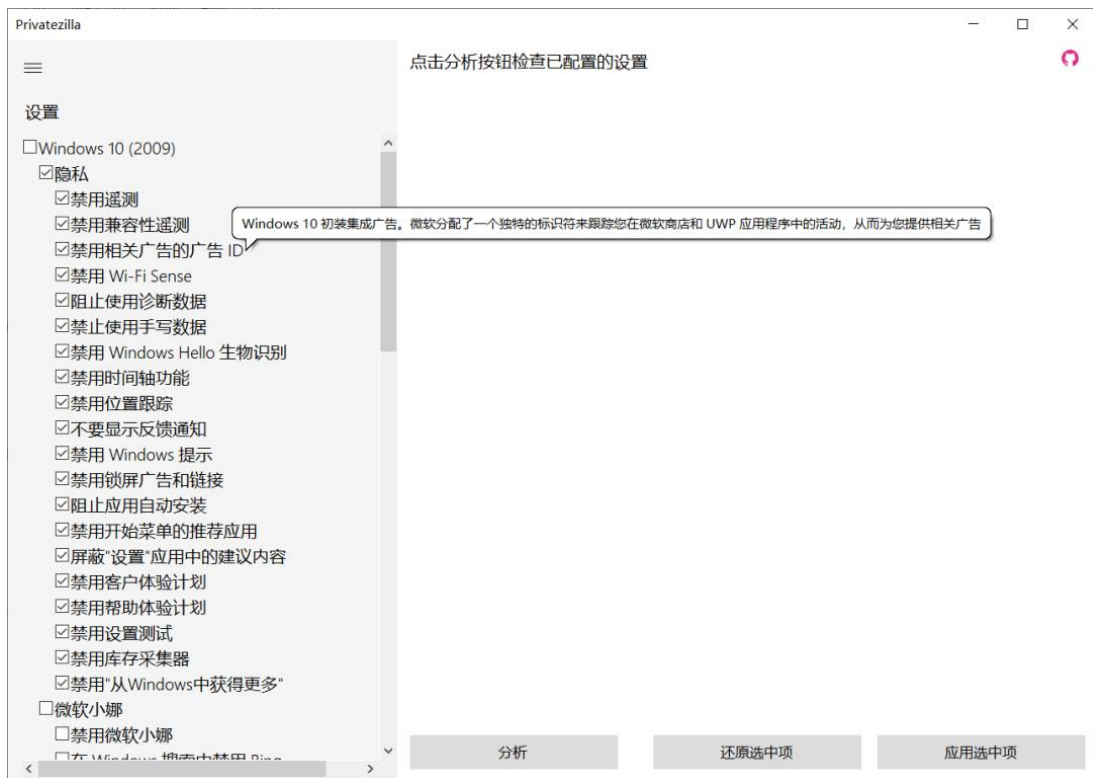 Privatezilla
点击分析按钮检查已配置的设置
设置
Windows 10 (2009)
隐私
禁用遥测
禁用兼容性遥测
Windows 10 初装集成广告。微软分配了一个独特的标识符来跟踪您在微软商店和 UWP 应用程序中的活动，从而为您提供相关广告
禁用相关广告的广告 ID
禁用 Wi-Fi Sense
阻止使用诊断数据
禁止使用手写数据
禁用 Windows Hello 生物识别
禁用时间轴功能
禁用位置跟踪
不要显示反馈通知
禁用 Windows 提示
禁用锁屏广告和链接
阻止应用自动安装
禁用开始菜单的推荐应用
屏蔽"设置"应用中的建议内容
禁用客户体验计划
禁用帮助体验计划
禁用设置测试
禁用库存采集器
禁用"从Windows中获得更多"
微软小娜
禁用微软小娜
在 Windows 搜索中禁用 Bing
分析
还原选中项
应用选中项